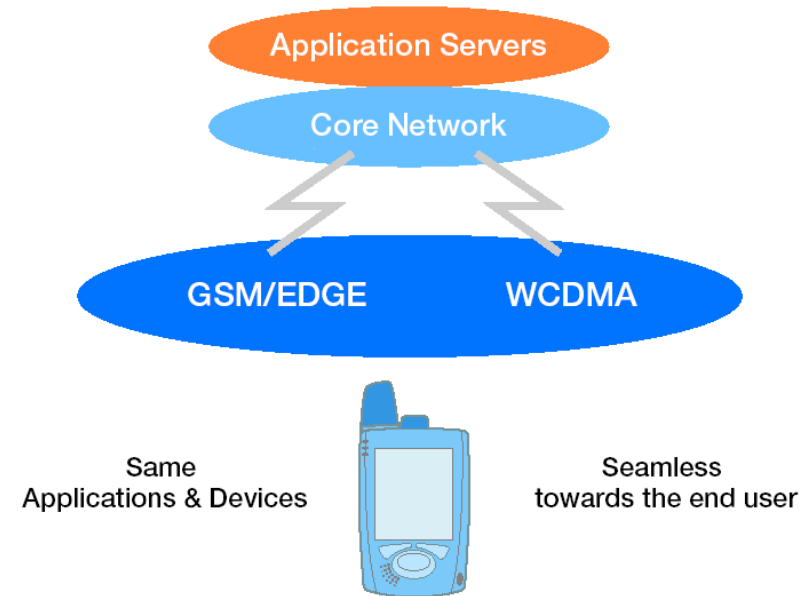 Application Servers
Core Network
GSM/EDGE WCDMA
Same
Applications & Devices
Seamless
towards the end user